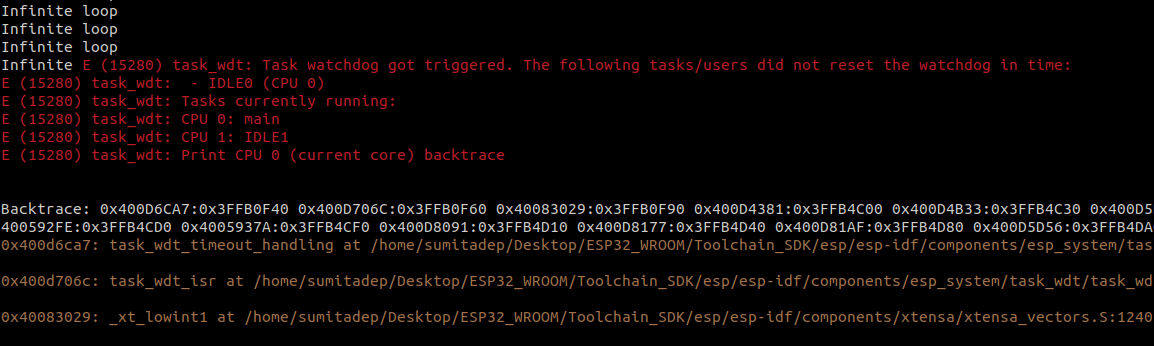 Infinite loop
Infinite loop
Infinite loop
Infinite E (15280) task_wdt: Task watchdog got triggered. The following tasks/users did not reset the watchdog in time:
E (15280) task_wdt:  - IDLE0 (CPU 0)
E (15280) task_wdt: Tasks currently running:
E (15280) task_wdt: CPU 0: main
E (15280) task_wdt: CPU 1: IDLE1
E (15280) task_wdt: Print CPU 0 (current core) backtrace
Backtrace: 0x400D6CA7:0x3FFB0F40 0x400D706C:0x3FFB0F60 0x40083029:0x3FFB0F90 0x400D4381:0x3FFB4C00 0x400D4B33:0x3FFB4C30 0x400D5
400592FE:0x3FFB4CD0 0x4005937A:0x3FFB4CF0 0x400D8091:0x3FFB4D10 0x400D8177:0x3FFB4D40 0x400D81AF:0x3FFB4D80 0x400D5D56:0x3FFB4DA
0x400d6ca7: task_wdt_timeout_handling at /home/sumitadep/Desktop/ESP32_WROOM/Toolchain_SDK/esp/esp-idf/components/esp_system/tas
0x400d706c: task_wdt_isr at /home/sumitadep/Desktop/ESP32_WROOM/Toolchain_SDK/esp/esp-idf/components/esp_system/task_wdt/task_wd
0x40083029: _xt_lowint1 at /home/sumitadep/Desktop/ESP32_WROOM/Toolchain_SDK/esp/esp-idf/components/xtensa/xtensa_vectors.S:1240